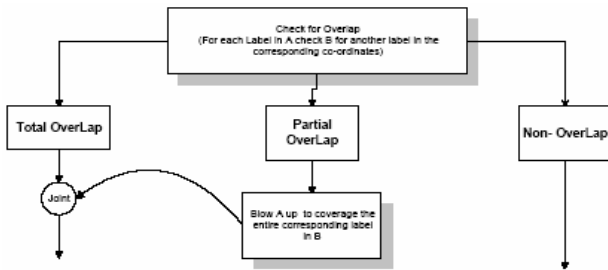 Check for Overlap
(For each Label in A check B for another label in the
corresponding co-ordinates)
Total OverLap
Partial
OverLap
Non- OverLap
Joint
Blow A up to coverage the
entire corresponding label
in B